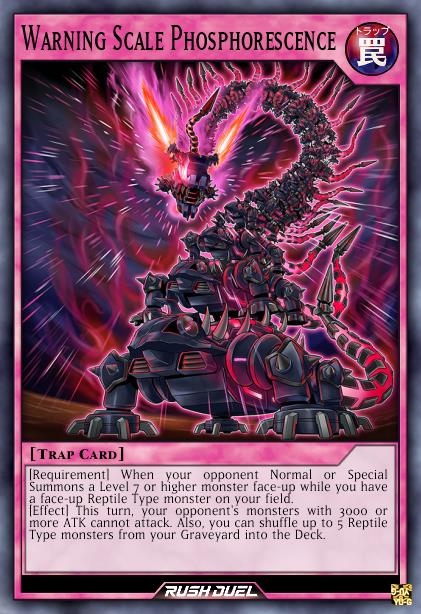 Warning Scale Phosphorescence
トラップ
罠
[Trap Card]
[Requirement] When your opponent Normal or Special
Summons a Level 7 or higher monster face-up while you have
a face-up Reptile Type monster on your field.
[Effect] This turn, your opponent's monsters with 3000 or
more ATK cannot attack. Also, you can shuffle up to 5 Reptile
Type monsters from your Graveyard into the Deck.
RUSH DUEL